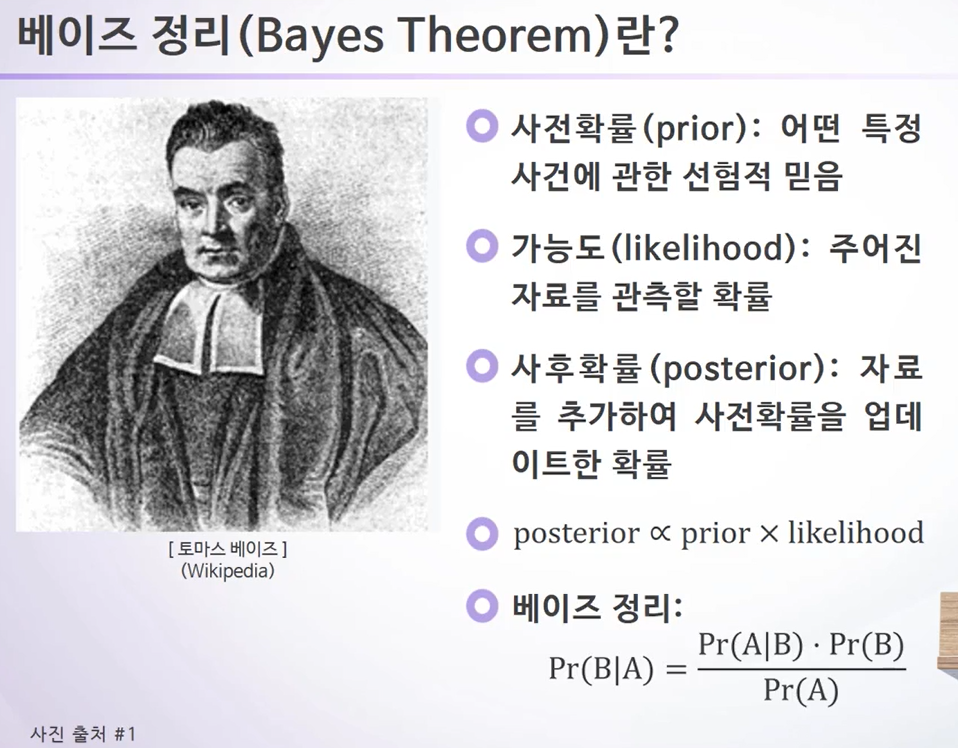 베이즈 정리(Bayes Theorem)란?
사전확률(prior): 어떤 특정
사건에 관한 선험적 믿음
가능도(likelihood): 주어진
자료를 관측할 확률
사후확률(posterior): 자료
를 추가하여 사전확률을 업데
이트한 확률
posterior ∝ prior × likelihood
베이즈 정리:
Pr(B|A) = Pr(A|B) · Pr(B) / Pr(A)
[ 토마스 베이즈 ]
(Wikipedia)
사진 출처 #1